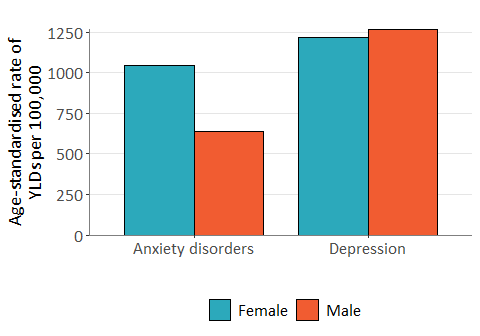 Age-standardised rate of
YLDs per 100,000
1250
1000
750
500
250
0
Anxiety disorders Depression
Female Male